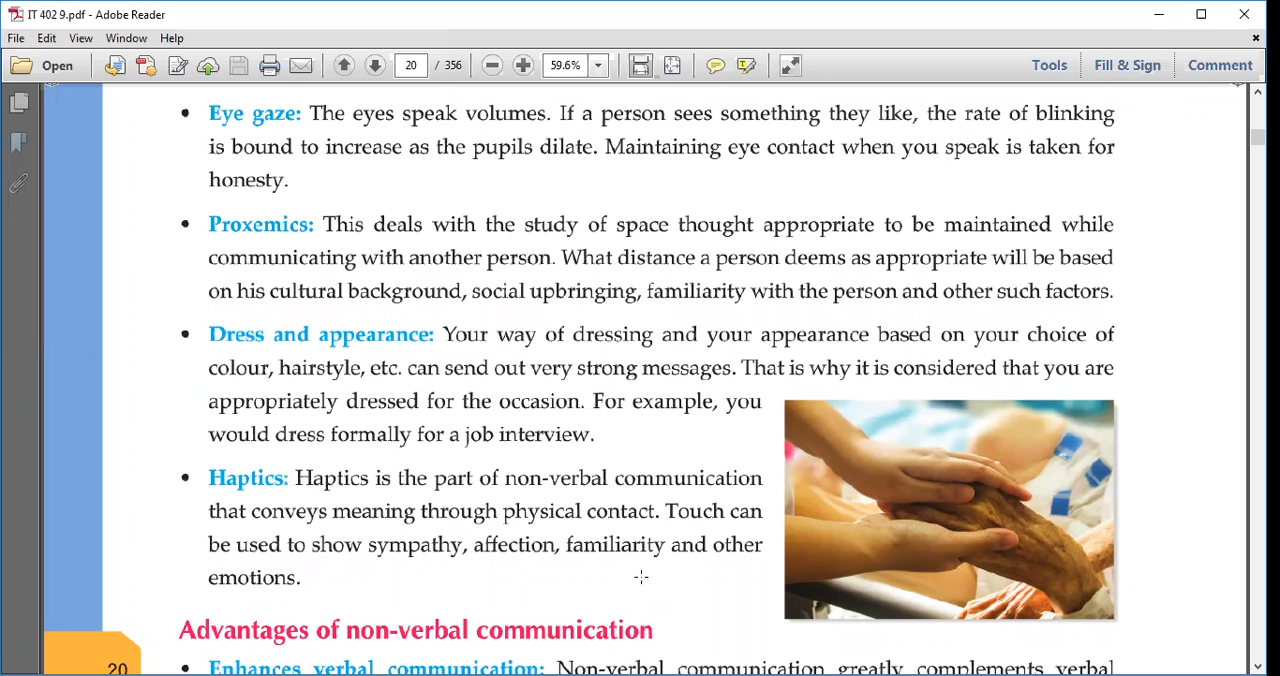 IT 402 9.pdf - Adobe Reader
File Edit View Window Help
Open 20 / 356 59.6% Tools Fill & Sign Comment
• Eye gaze: The eyes speak volumes. If a person sees something they like, the rate of blinking
is bound to increase as the pupils dilate. Maintaining eye contact when you speak is taken for
honesty.
• Proxemics: This deals with the study of space thought appropriate to be maintained while
communicating with another person. What distance a person deems as appropriate will be based
on his cultural background, social upbringing, familiarity with the person and other such factors.
• Dress and appearance: Your way of dressing and your appearance based on your choice of
colour, hairstyle, etc. can send out very strong messages. That is why it is considered that you are
appropriately dressed for the occasion. For example, you
would dress formally for a job interview.
• Haptics: Haptics is the part of non-verbal communication
that conveys meaning through physical contact. Touch can
be used to show sympathy, affection, familiarity and other
emotions.
Advantages of non-verbal communication
20
• Enhances verbal communication: Non-verbal communication greatly complements verbal